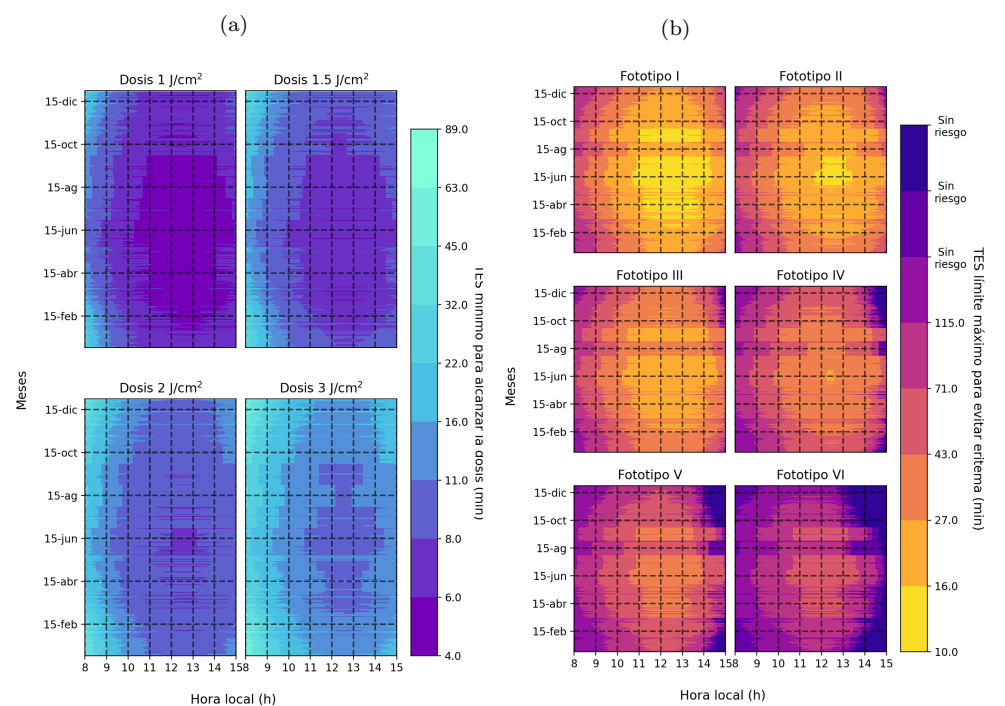 (a)
Dosis 1 J/cm²
Dosis 1.5 J/cm²
15-dic
15-oct
15-ag
15-jun
15-abr
15-feb
Dosis 2 J/cm²
Dosis 3 J/cm²
15-dic
15-oct
15-ag
15-jun
15-abr
15-feb
8 9 10 11 12 13 14 158 9 10 11 12 13 14 15
Meses
Hora local (h)
89.0
63.0
45.0
32.0
22.0
16.0
11.0
8.0
6.0
4.0
mínimo para alcanzar la dosis (min)
(b)
Fototipo I
Fototipo II
15-dic
15-oct
15-ag
15-jun
15-abr
15-feb
Fototipo III
Fototipo IV
15-dic
15-oct
15-ag
15-jun
15-abr
15-feb
Fototipo V
Fototipo VI
15-dic
15-oct
15-ag
15-jun
15-abr
15-feb
8 9 10 11 12 13 14 158 9 10 11 12 13 14 15
Meses
Hora local (h)
Sin
riesgo
Sin
riesgo
Sin
riesgo
115.0
71.0
43.0
27.0
16.0
10.0
TES límite máximo para evitar eritema (min)